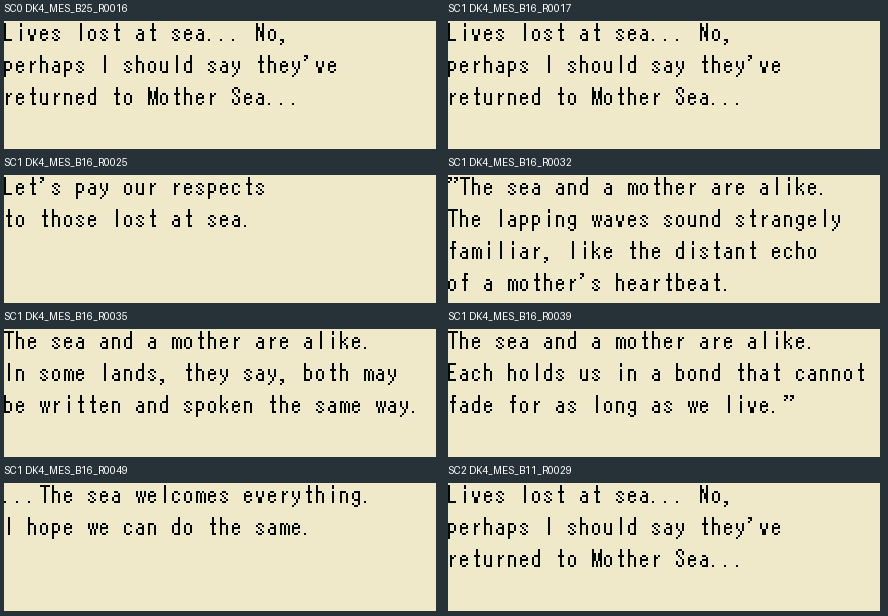 SC0 DK4_MES_B25_R0016
Lives lost at sea... No,
perhaps I should say they've
returned to Mother Sea...
SC1 DK4_MES_B16_R0017
Lives lost at sea... No,
perhaps I should say they've
returned to Mother Sea...
SC1 DK4_MES_B16_R0025
Let's pay our respects
to those lost at sea.
SC1 DK4_MES_B16_R0032
"The sea and a mother are alike.
The lapping waves sound strangely
familiar, like the distant echo
of a mother's heartbeat.
SC1 DK4_MES_B16_R0035
The sea and a mother are alike.
In some lands, they say, both may
be written and spoken the same way.
SC1 DK4_MES_B16_R0039
The sea and a mother are alike.
Each holds us in a bond that cannot
fade for as long as we live."
SC1 DK4_MES_B16_R0049
...The sea welcomes everything.
I hope we can do the same.
SC2 DK4_MES_B11_R0029
Lives lost at sea... No,
perhaps I should say they've
returned to Mother Sea...